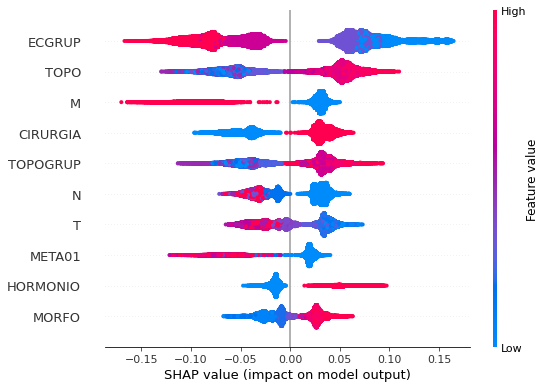 High
ECGRUP
TOPO
M
CIRURGIA
TOPOGRUP
N
T
META01
HORMONIO
MORFO
Feature value
Low
−0.15 −0.10 −0.05 0.00 0.05 0.10 0.15
SHAP value (impact on model output)